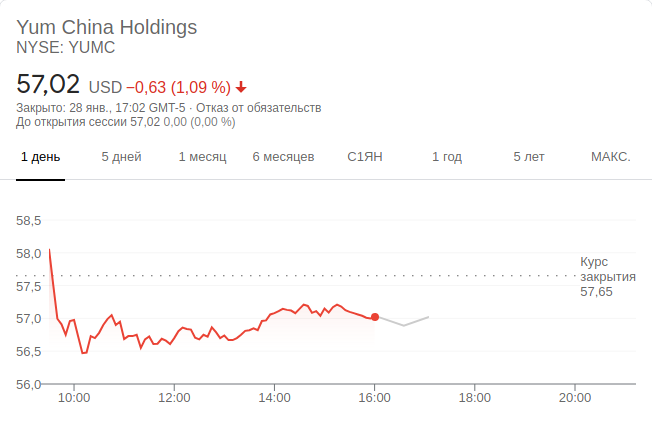 Yum China Holdings
NYSE: YUMC
57,02 USD −0,63 (1,09 %)
Закрыто: 28 янв., 17:02 GMT-5 · Отказ от обязательств
До открытия сессии 57,02 0,00 (0,00 %)
1 день 5 дней 1 месяц 6 месяцев С1ЯН 1 год 5 лет МАКС.
58,5
58,0
57,5
57,0
56,5
56,0
Курс
закрытия
57,65
10:00 12:00 14:00 16:00 18:00 20:00